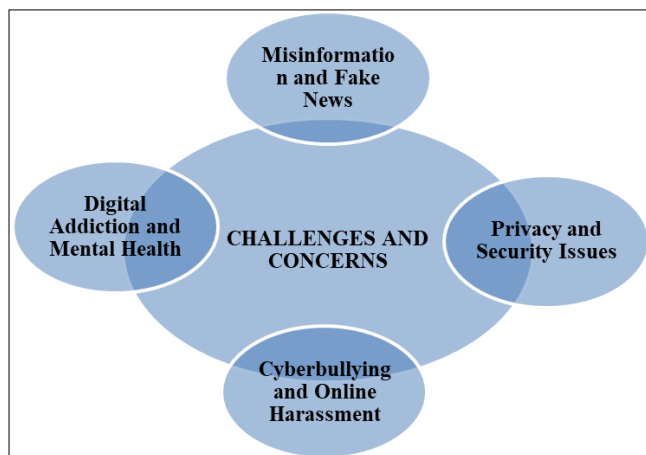 Misinformatio
n and Fake
News
Digital
Addiction and
Mental Health
CHALLENGES AND
CONCERNS
Privacy and
Security Issues
Cyberbullying
and Online
Harassment